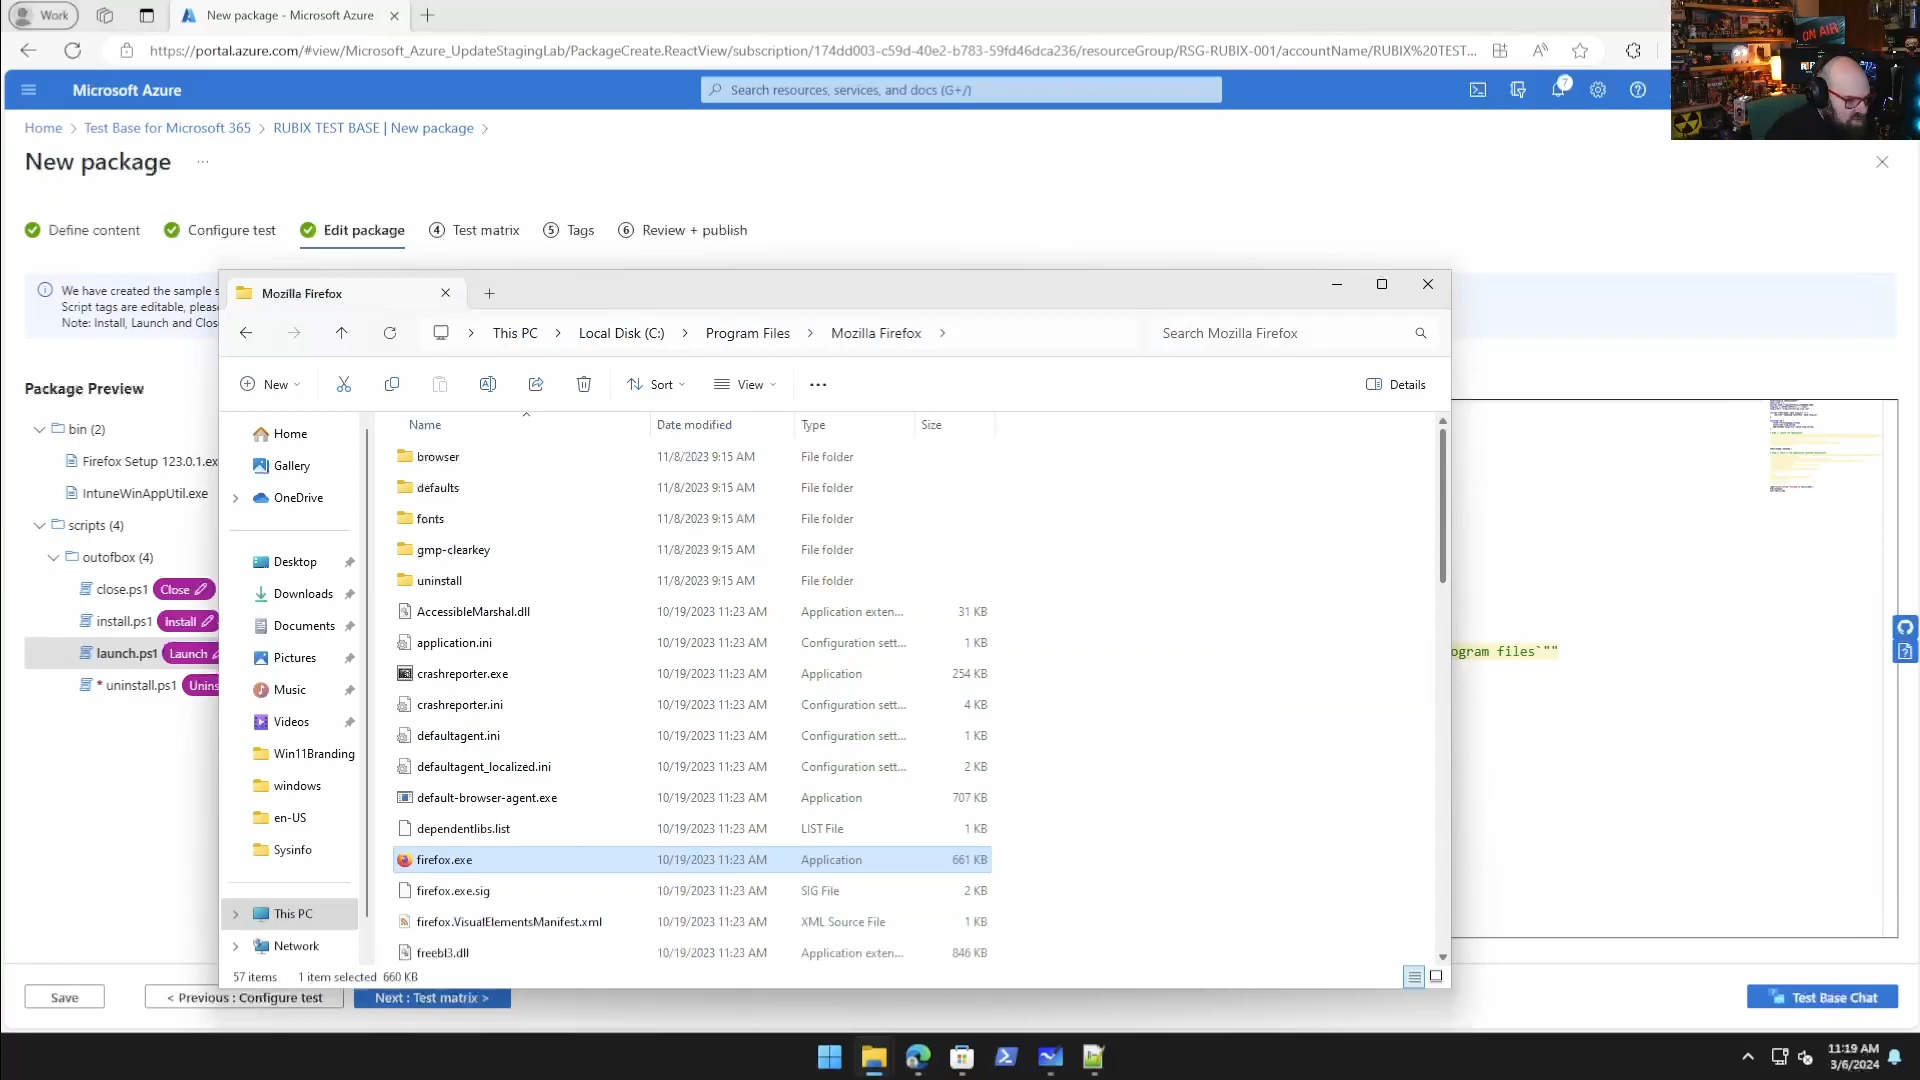 Work
New package - Microsoft Azure
https://portal.azure.com/#view/Microsoft_Azure_UpdateStagingLab/PackageCreate.ReactView/subscription/174dd003-c59d-40e2-b783-59fd46dca236/resourceGroup/RSG-RUBIX-001/accountName/RUBIX%20TEST...
ON AIR
Microsoft Azure
Search resources, services, and docs (G+/)
7
Home > Test Base for Microsoft 365 > RUBIX TEST BASE | New package >
New package ...
Define content
Configure test
Edit package
4 Test matrix
5 Tags
6 Review + publish
We have created the sample s
Script tags are editable, pleas
Note: Install, Launch and Clos
Package Preview
bin (2)
Firefox Setup 123.0.1.ex
IntuneWinAppUtil.exe
scripts (4)
outofbox (4)
close.ps1 Close
install.ps1 Install
launch.ps1 Launch
* uninstall.ps1 Unins
Mozilla Firefox
This PC > Local Disk (C:) > Program Files > Mozilla Firefox >
Search Mozilla Firefox
New
Sort
View
...
Details
Home
Gallery
OneDrive
Desktop
Downloads
Documents
Pictures
Music
Videos
Win11Branding
windows
en-US
Sysinfo
This PC
Network
Name Date modified Type Size
browser 11/8/2023 9:15 AM File folder
defaults 11/8/2023 9:15 AM File folder
fonts 11/8/2023 9:15 AM File folder
gmp-clearkey 11/8/2023 9:15 AM File folder
uninstall 11/8/2023 9:15 AM File folder
AccessibleMarshal.dll 10/19/2023 11:23 AM Application exten... 31 KB
application.ini 10/19/2023 11:23 AM Configuration sett... 1 KB
crashreporter.exe 10/19/2023 11:23 AM Application 254 KB
crashreporter.ini 10/19/2023 11:23 AM Configuration sett... 4 KB
defaultagent.ini 10/19/2023 11:23 AM Configuration sett... 1 KB
defaultagent_localized.ini 10/19/2023 11:23 AM Configuration sett... 2 KB
default-browser-agent.exe 10/19/2023 11:23 AM Application 707 KB
dependentlibs.list 10/19/2023 11:23 AM LIST File 1 KB
firefox.exe 10/19/2023 11:23 AM Application 661 KB
firefox.exe.sig 10/19/2023 11:23 AM SIG File 2 KB
firefox.VisualElementsManifest.xml 10/19/2023 11:23 AM XML Source File 1 KB
freebl3.dll 10/19/2023 11:23 AM Application exten... 846 KB
57 items 1 item selected 660 KB
ogram files`""
Save
< Previous : Configure test
Next : Test matrix >
Test Base Chat
11:19 AM
3/6/2024